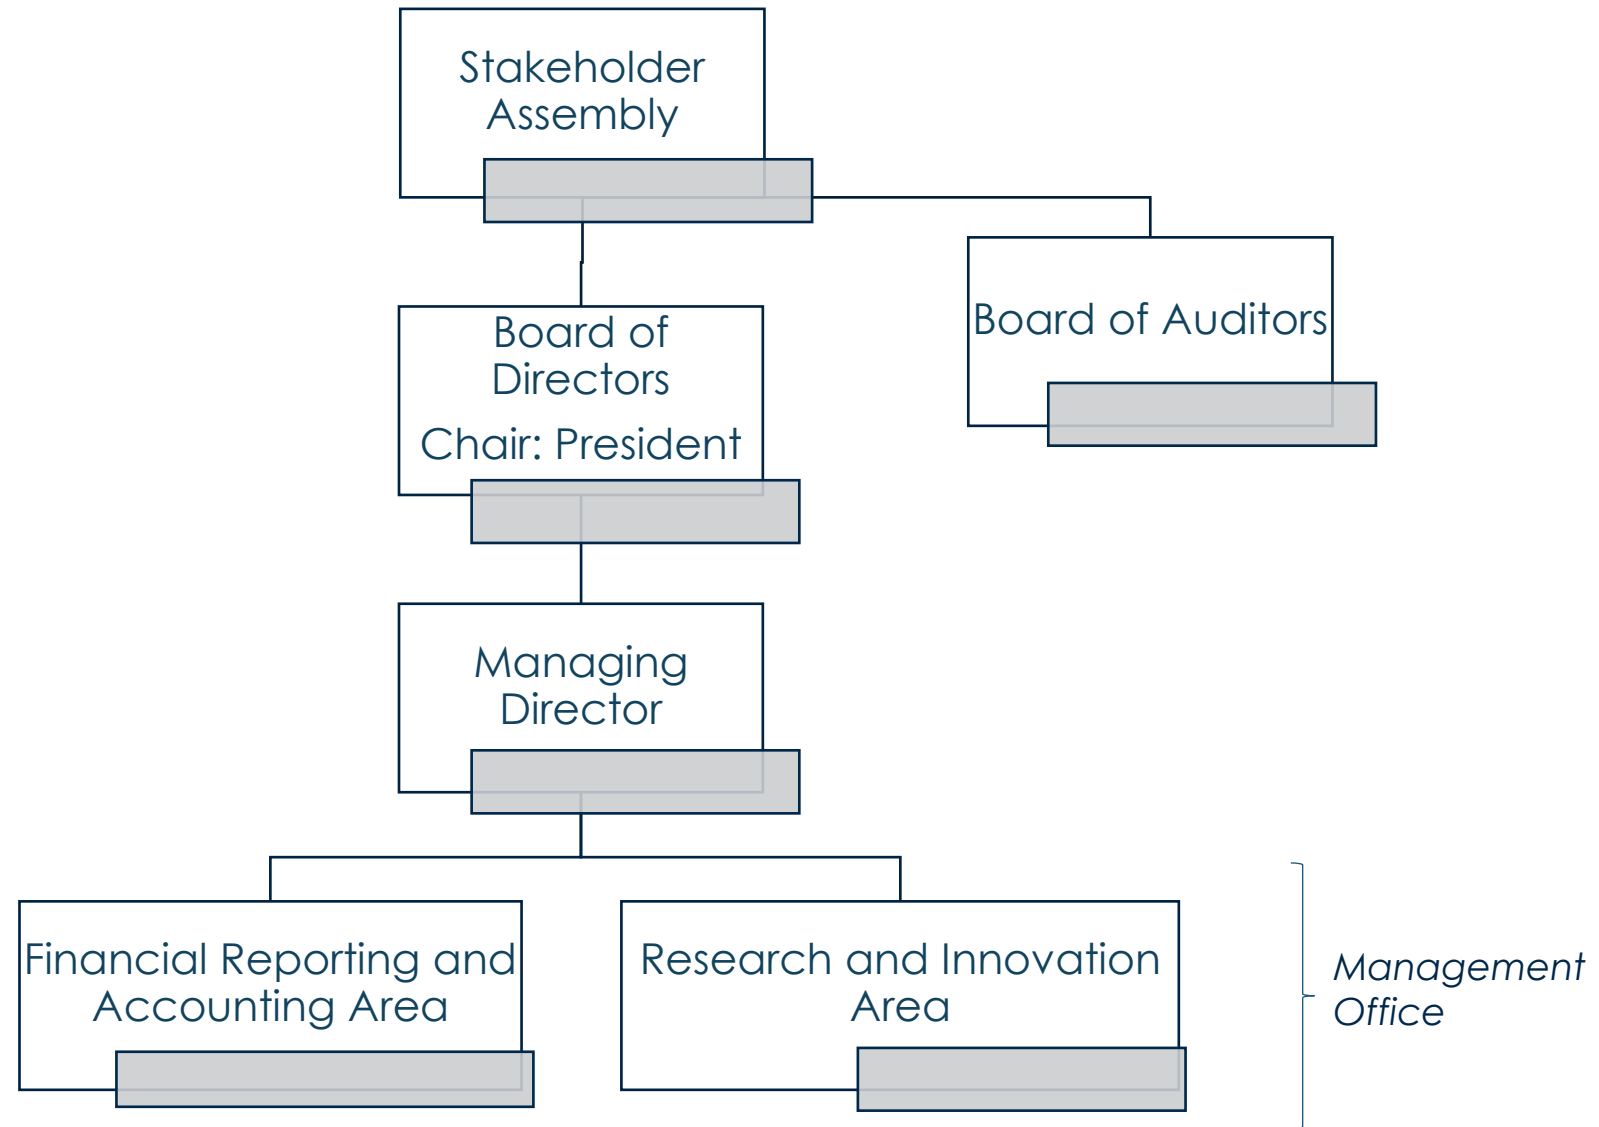 Stakeholder
Assembly
Board of Auditors
Board of
Directors
Chair: President
Managing
Director
Financial Reporting and
Accounting Area
Research and Innovation
Area
Management
Office